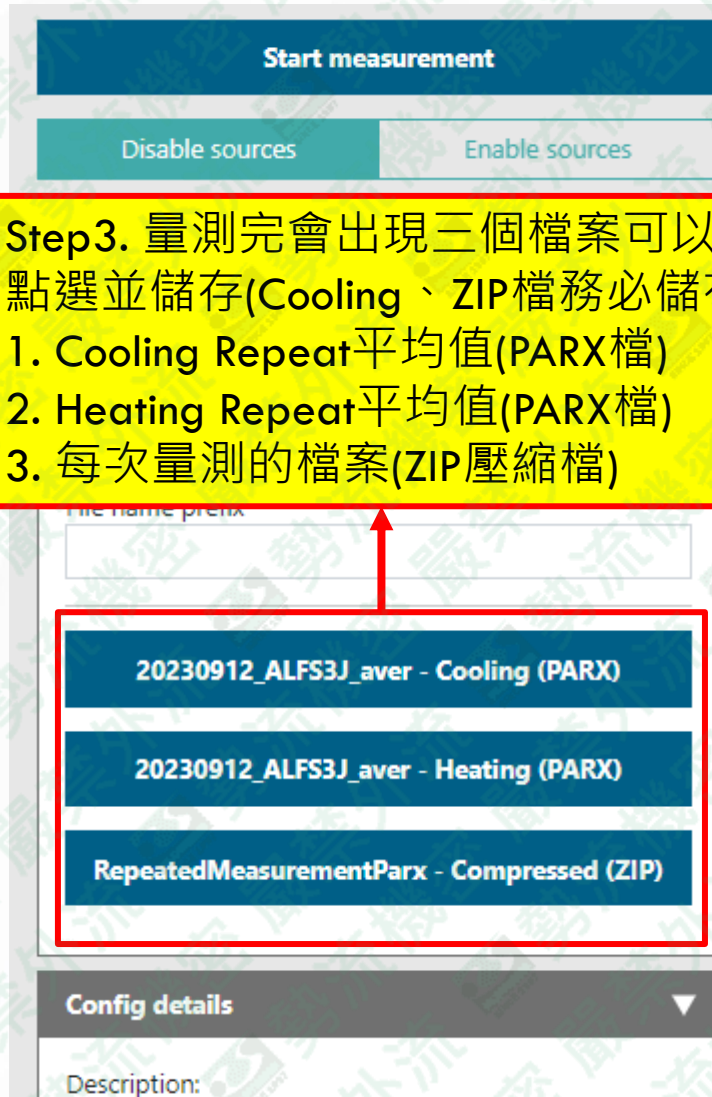 Start measurement
Disable sources
Enable sources
Step3. 量測完會出現三個檔案可以
點選並儲存(Cooling、ZIP檔務必儲存
1. Cooling Repeat平均值(PARX檔)
2. Heating Repeat平均值(PARX檔)
3. 每次量測的檔案(ZIP壓縮檔)
File name prefix
20230912_ALFS3J_aver - Cooling (PARX)
20230912_ALFS3J_aver - Heating (PARX)
RepeatedMeasurementParx - Compressed (ZIP)
Config details
Description: